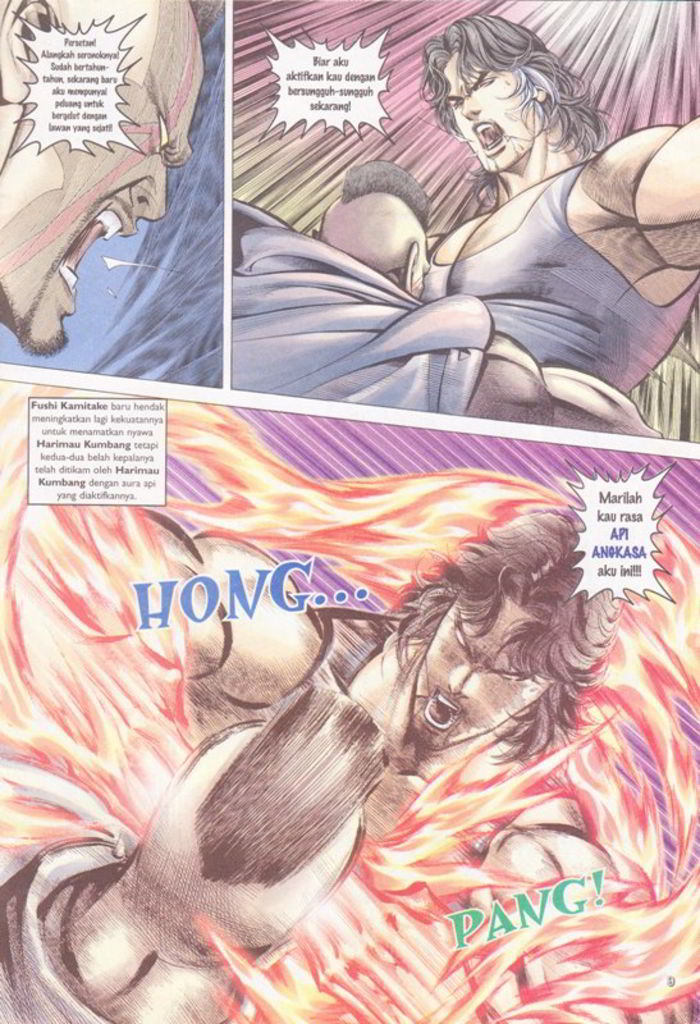 Persetan!
Alangkah seronoknya!
Sudah bertahun-
tahun, sekarang baru
aku mempunyai
peluang untuk
bergelut dengan
lawan yang sejati!
Biar aku
aktifkan kau dengan
bersungguh-sungguh
sekarang!
Fushi Kamitake baru hendak
meningkatkan lagi kekuatannya
untuk menamatkan nyawa
Harimau Kumbang tetapi
kedua-dua belah kepalanya
telah ditikam oleh Harimau
Kumbang dengan aura api
yang diaktifkannya.
Marilah
kau rasa
API
ANGKASA
aku ini!!!
HONG...
PANG!
9